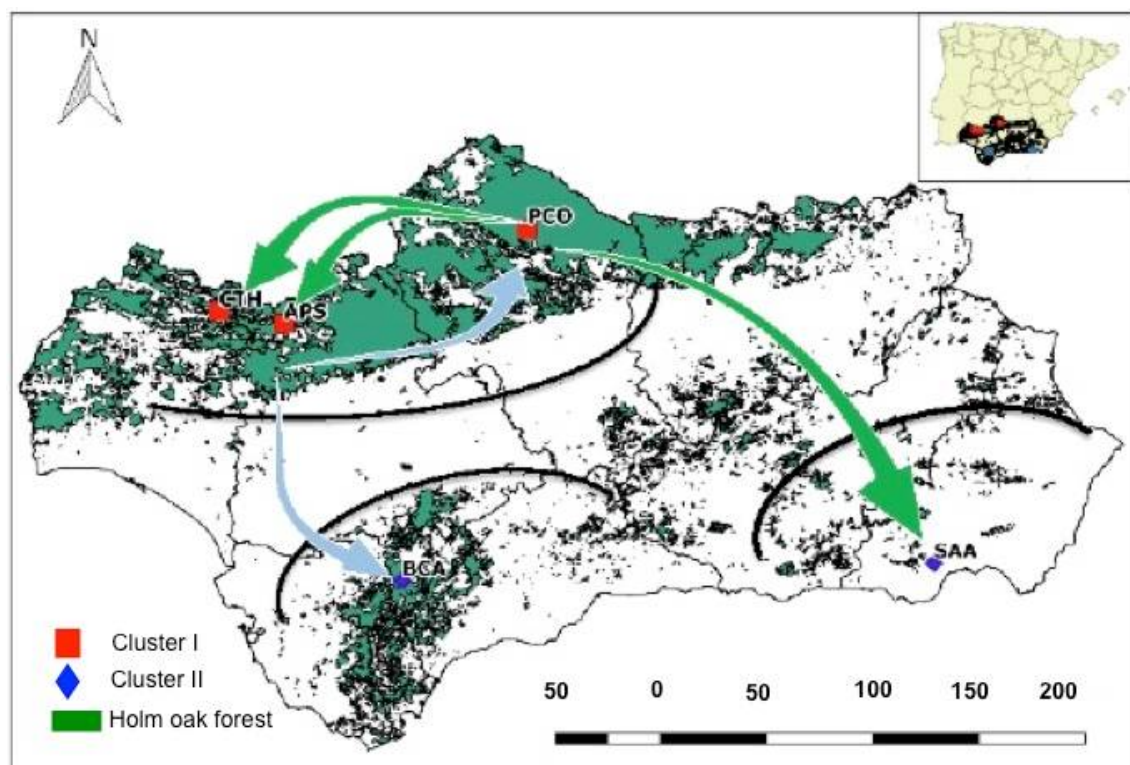 N
PCO
CTH
APS
BCA
SAA
Cluster I
Cluster II
Holm oak forest
50 0 50 100 150 200